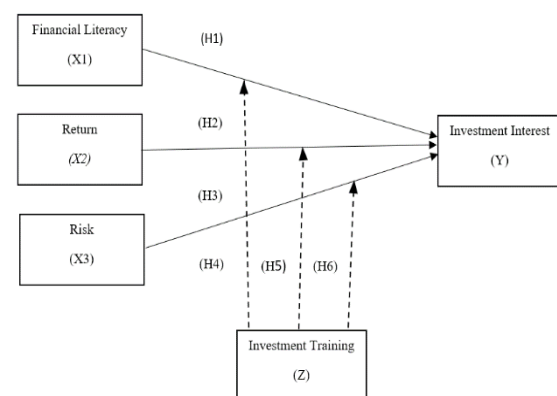 Financial Literacy
(X1)
(H1)
Return
(X2)
(H2)
Investment Interest
(Y)
Risk
(X3)
(H3)
(H4)
(H5)
(H6)
Investment Training
(Z)